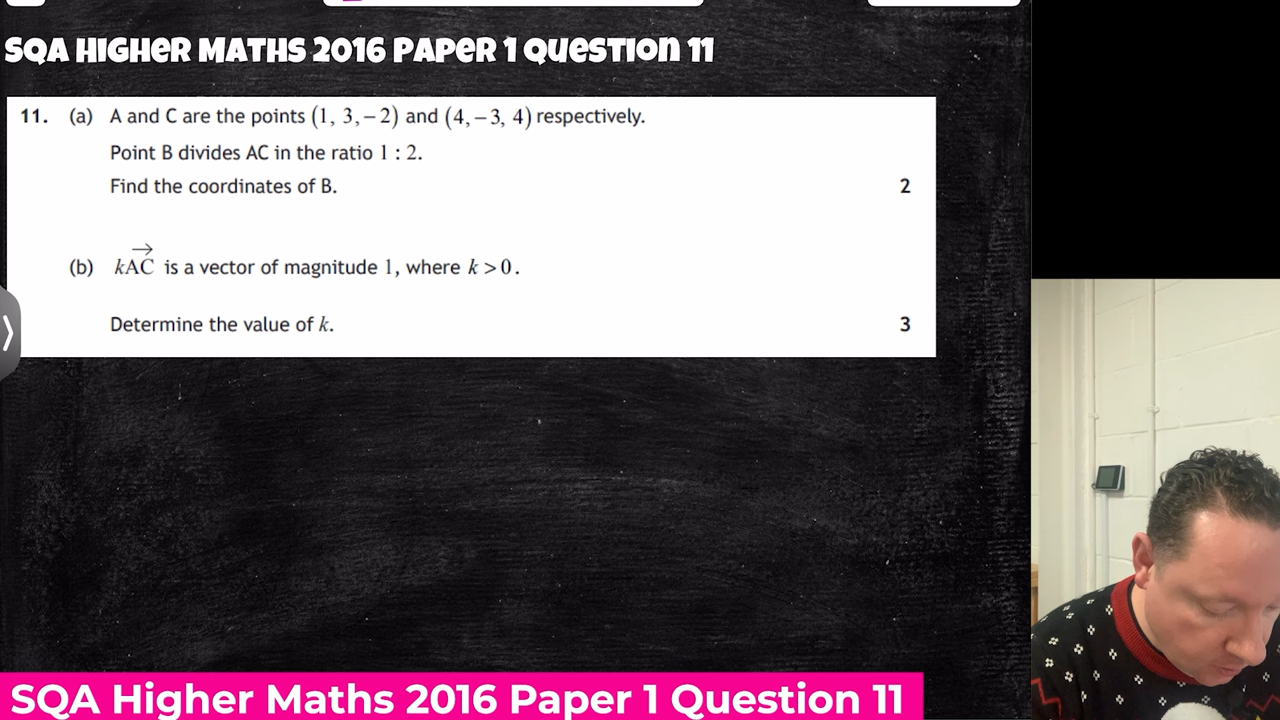 SQA HIGHER MATHS 2016 PAPER 1 QUESTION 11
11. (a) A and C are the points (1, 3, −2) and (4, −3, 4) respectively.
Point B divides AC in the ratio 1 : 2.
Find the coordinates of B. 2
(b) kAC⃗ is a vector of magnitude 1, where k > 0.
Determine the value of k. 3
SQA Higher Maths 2016 Paper 1 Question 11